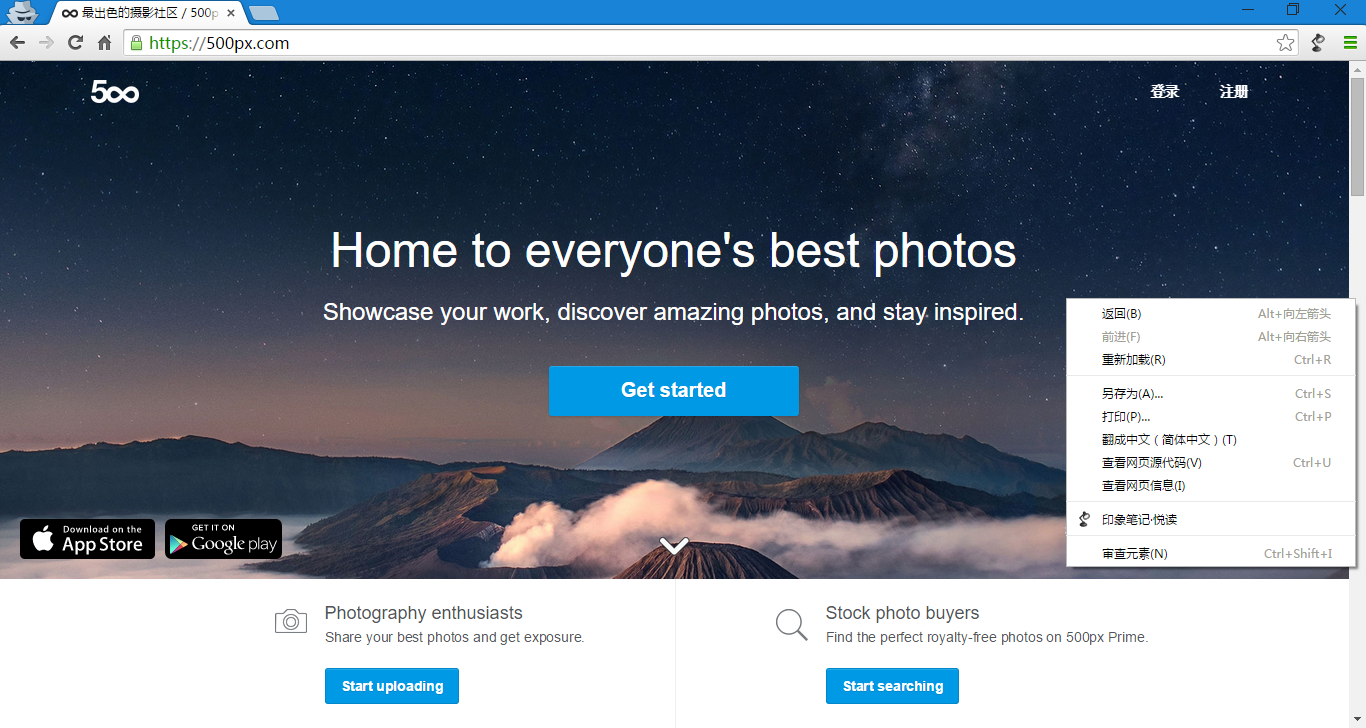 最出色的摄影社区 / 500p
https://500px.com
500
登录 注册
Home to everyone's best photos
Showcase your work, discover amazing photos, and stay inspired.
Get started
返回(B) Alt+向左箭头
前进(F) Alt+向右箭头
重新加载(R) Ctrl+R
另存为(A)... Ctrl+S
打印(P)... Ctrl+P
翻成中文（简体中文）(T)
查看网页源代码(V) Ctrl+U
查看网页信息(I)
印象笔记·悦读
审查元素(N) Ctrl+Shift+I
Download on the
App Store
GET IT ON
Google play
Photography enthusiasts
Share your best photos and get exposure.
Start uploading
Stock photo buyers
Find the perfect royalty-free photos on 500px Prime.
Start searching